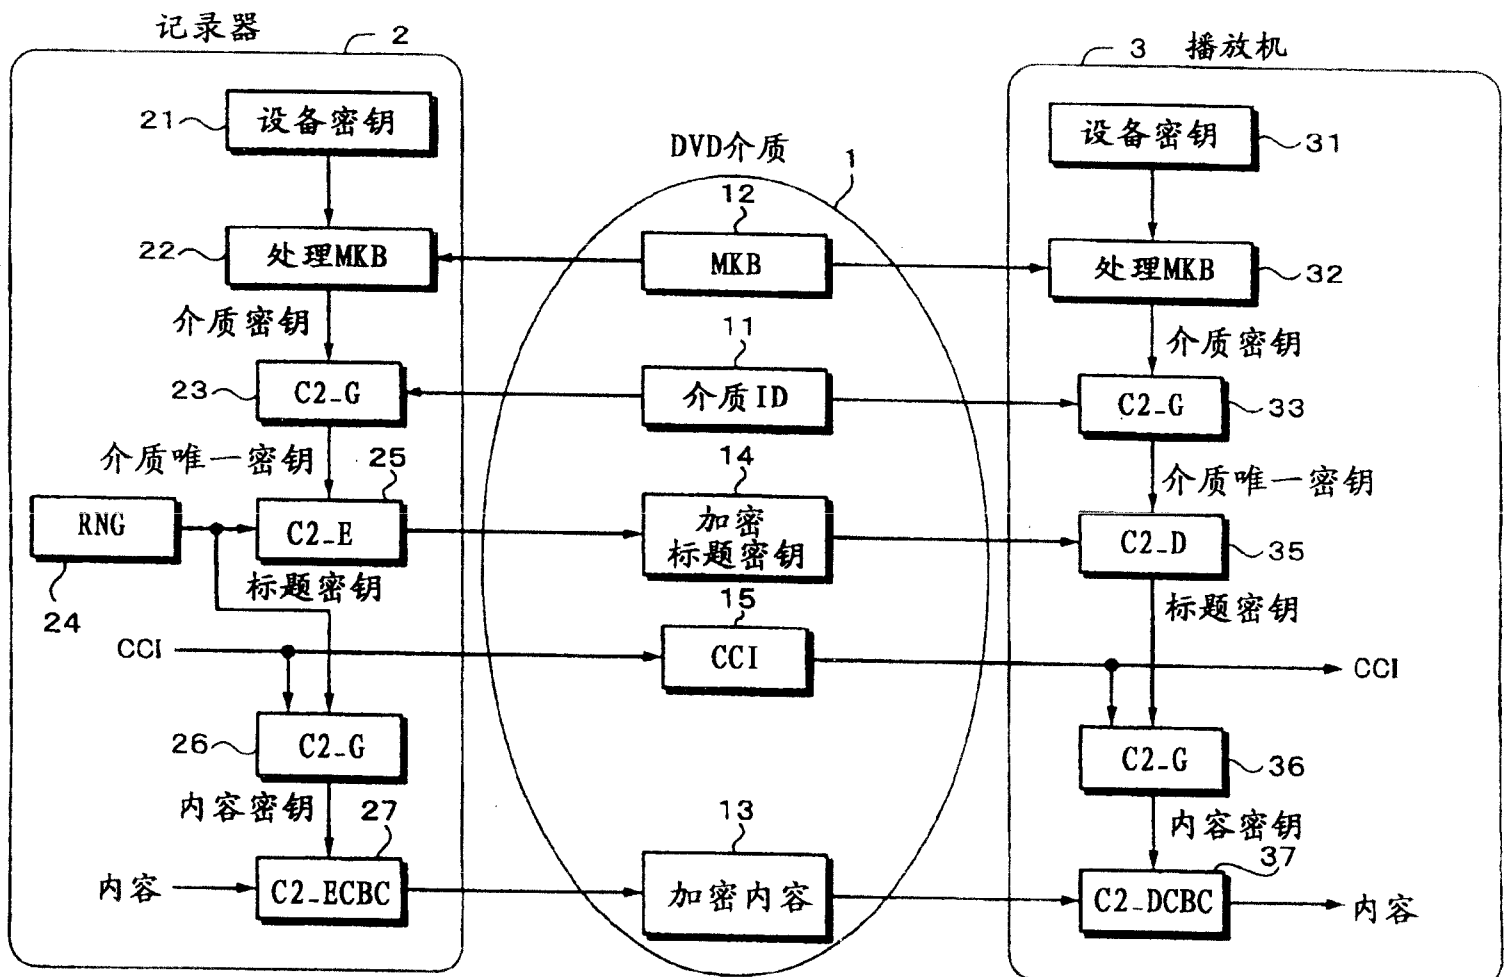 记录器
2
21
设备密钥
22
处理MKB
介质密钥
23
C2_G
介质唯一密钥
25
RNG
C2_E
24
标题密钥
CCI
26
C2_G
内容密钥
27
内容
C2_ECBC
DVD介质
1
12
MKB
11
介质ID
14
加密
标题密钥
15
CCI
13
加密内容
3
播放机
设备密钥
31
处理MKB
32
介质密钥
C2_G
33
介质唯一密钥
C2_D
35
标题密钥
CCI
C2_G
36
内容密钥
37
C2_DCBC
内容